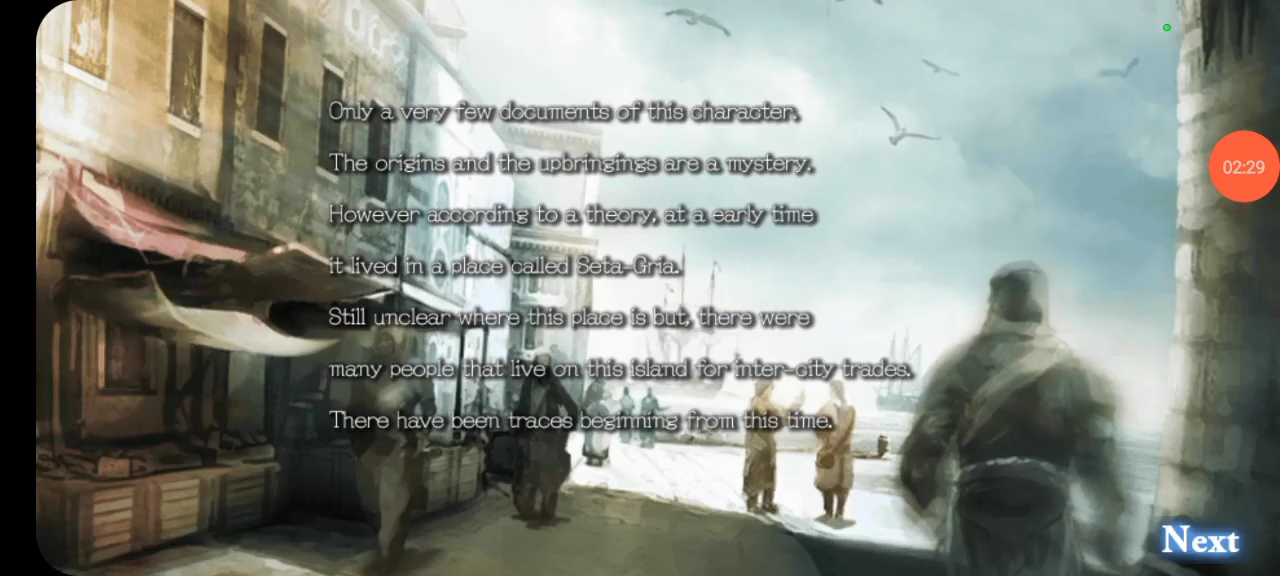 Only a very few documents of this character.
The origins and the upbringings are a mystery.
However according to a theory, at a early time
it lived in a place called Seta-Gria.
Still unclear where this place is but, there were
many people that live on this island for inter-city trades.
There have been traces beginning from this time.
02:29
Next